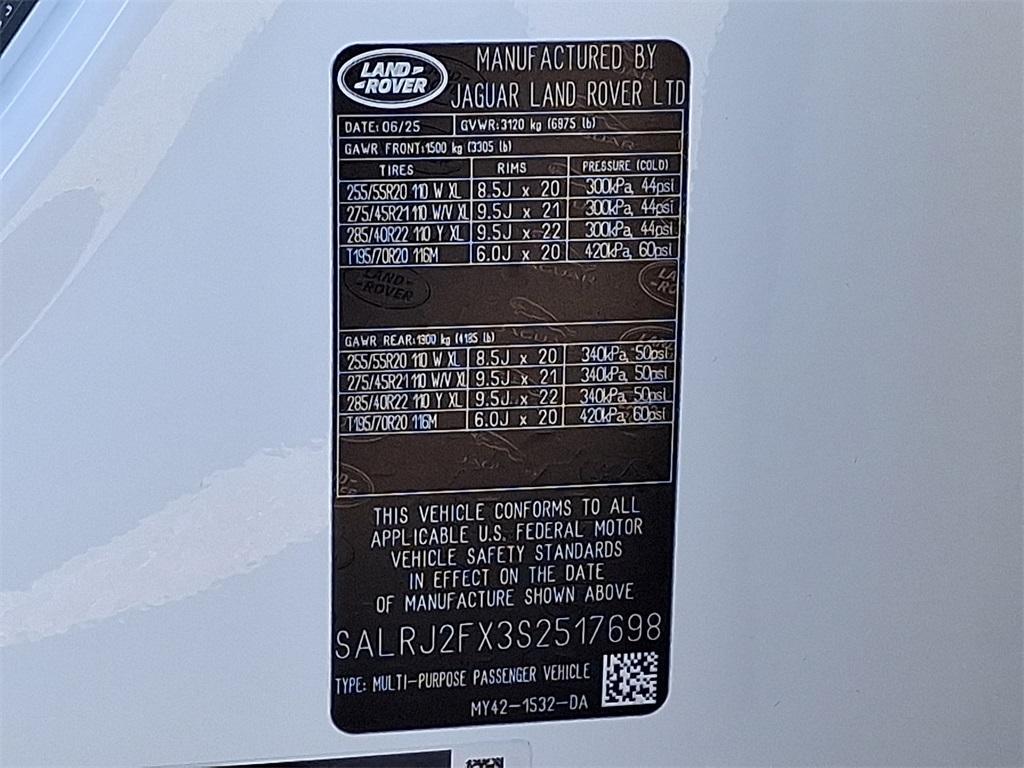 LAND ROVER
MANUFACTURED BY
JAGUAR LAND ROVER LTD
DATE: 06/25 GVWR: 3120 kg (6875 lb)
GAWR FRONT: 1500 kg (3305 lb)
TIRES RIMS PRESSURE (COLD)
255/55R20 110 W XL 8.5J x 20 300kPa, 44psi
275/45R21 110 W/V XL 9.5J x 21 300kPa, 44psi
285/40R22 110 Y XL 9.5J x 22 300kPa, 44psi
T195/70R20 116M 6.0J x 20 420kPa, 60psi
GAWR REAR: 1900 kg (4185 lb)
255/55R20 110 W XL 8.5J x 20 340kPa, 50psi
275/45R21 110 W/V XL 9.5J x 21 340kPa, 50psi
285/40R22 110 Y XL 9.5J x 22 340kPa, 50psi
T195/70R20 116M 6.0J x 20 420kPa, 60psi
THIS VEHICLE CONFORMS TO ALL
APPLICABLE U.S. FEDERAL MOTOR
VEHICLE SAFETY STANDARDS
IN EFFECT ON THE DATE
OF MANUFACTURE SHOWN ABOVE
SALRJ2FX3S2517698
TYPE: MULTI-PURPOSE PASSENGER VEHICLE
MY42-1532-DA